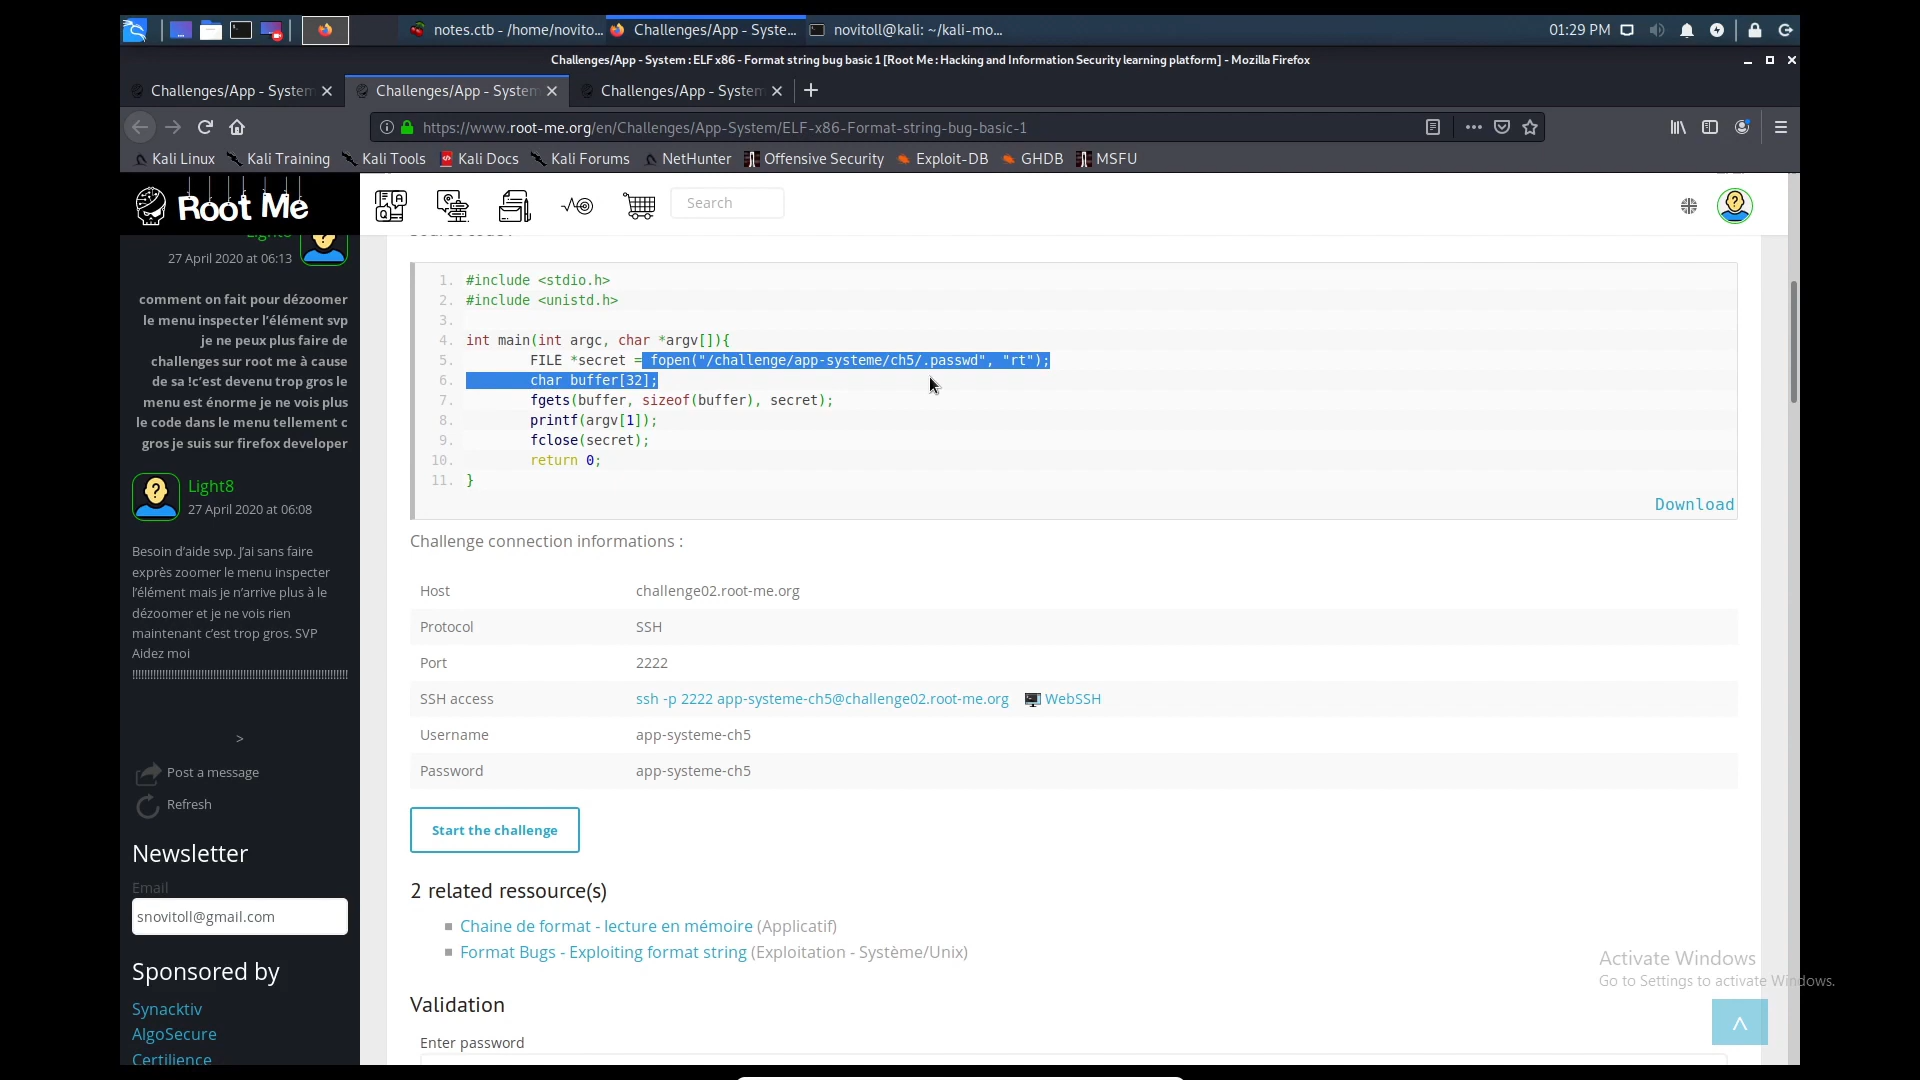 notes.ctb - /home/novito...
Challenges/App - Syste...
novitoll@kali: ~/kali-mo...
01:29 PM
Challenges/App - System : ELF x86 - Format string bug basic 1 [Root Me : Hacking and Information Security learning platform] - Mozilla Firefox
Challenges/App - System
Challenges/App - System
Challenges/App - System
https://www.root-me.org/en/Challenges/App-System/ELF-x86-Format-string-bug-basic-1
Kali Linux
Kali Training
Kali Tools
Kali Docs
Kali Forums
NetHunter
Offensive Security
Exploit-DB
GHDB
MSFU
Root Me
Search
Light8
27 April 2020 at 06:13
comment on fait pour dézoomer
le menu inspecter l’élément svp
je ne peux plus faire de
challenges sur root me à cause
de sa !c’est devenu trop gros le
menu est énorme je ne vois plus
le code dans le menu tellement c
gros je suis sur firefox developer
Light8
27 April 2020 at 06:08
Besoin d’aide svp. J’ai sans faire
exprès zoomer le menu inspecter
l’élément mais je n’arrive plus à le
dézoomer et je ne vois rien
maintenant c’est trop gros. SVP
Aidez moi
>
Post a message
Refresh
Newsletter
Email
snovitoll@gmail.com
Sponsored by
Synacktiv
AlgoSecure
Certilience
1. #include <stdio.h>
2. #include <unistd.h>
3.
4. int main(int argc, char *argv[]){
5. FILE *secret = fopen("/challenge/app-systeme/ch5/.passwd", "rt");
6. char buffer[32];
7. fgets(buffer, sizeof(buffer), secret);
8. printf(argv[1]);
9. fclose(secret);
10. return 0;
11. }
Download
Challenge connection informations :
Host challenge02.root-me.org
Protocol SSH
Port 2222
SSH access ssh -p 2222 app-systeme-ch5@challenge02.root-me.org WebSSH
Username app-systeme-ch5
Password app-systeme-ch5
Start the challenge
2 related ressource(s)
Chaine de format - lecture en mémoire (Applicatif)
Format Bugs - Exploiting format string (Exploitation - Système/Unix)
Validation
Enter password
Activate Windows
Go to Settings to activate Windows.